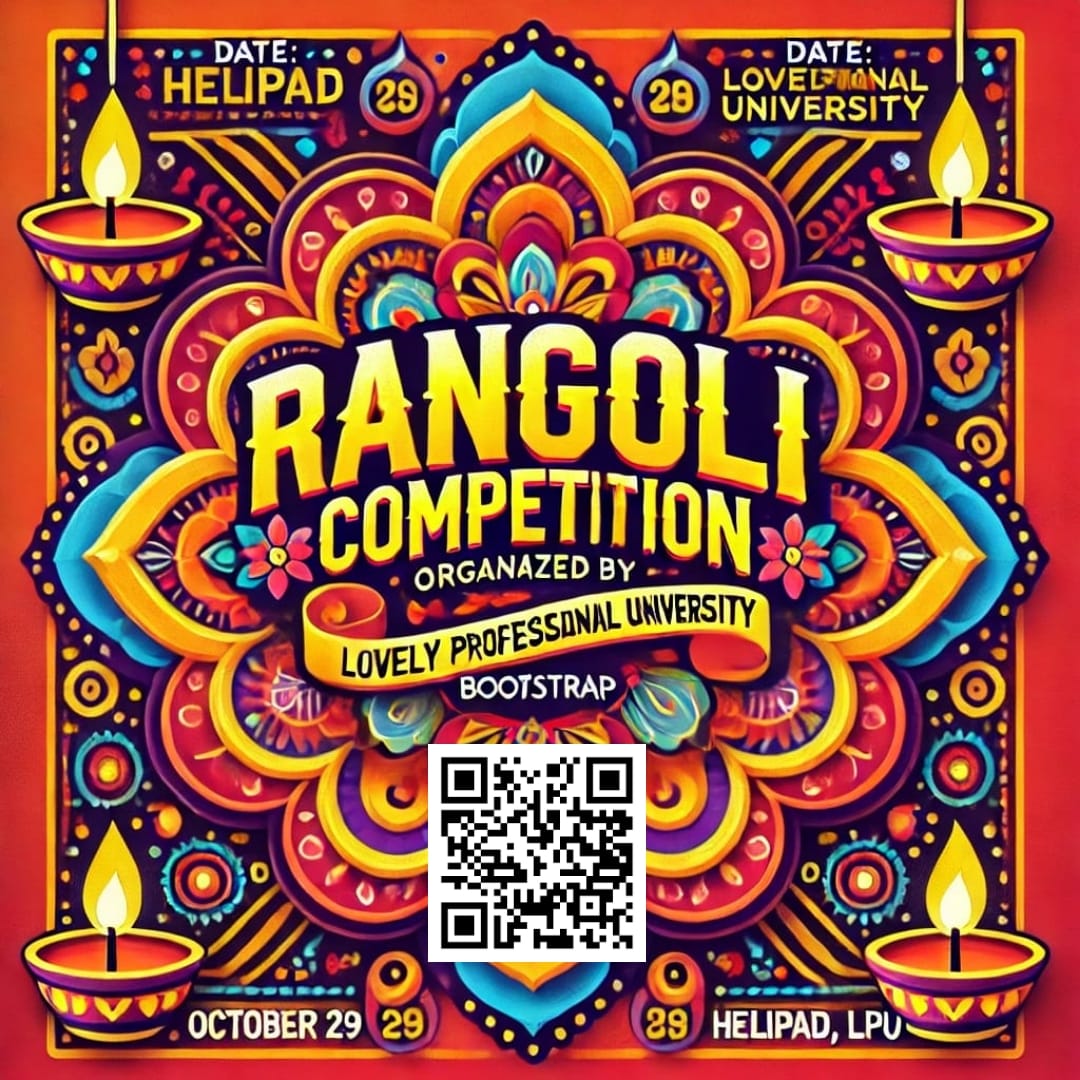 DATE:
HELIPAD
29
29
DATE:
UNIVERSITY
RANGOLI
COMPETITION
ORGANAZED BY
LOVELY PROFESSINAL UNIVERSITY
BOOTSTRAP
OCTOBER 29
29
29
HELIPAD, LPU